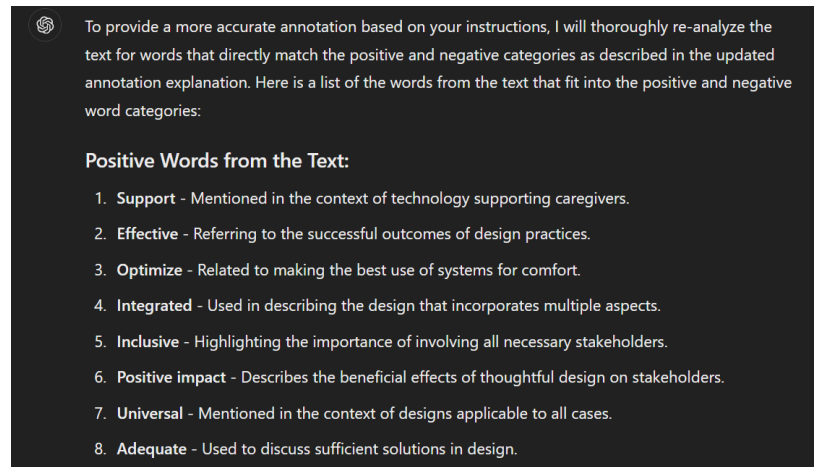 To provide a more accurate annotation based on your instructions, I will thoroughly re-analyze the
text for words that directly match the positive and negative categories as described in the updated
annotation explanation. Here is a list of the words from the text that fit into the positive and negative
word categories:
Positive Words from the Text:
1. Support - Mentioned in the context of technology supporting caregivers.
2. Effective - Referring to the successful outcomes of design practices.
3. Optimize - Related to making the best use of systems for comfort.
4. Integrated - Used in describing the design that incorporates multiple aspects.
5. Inclusive - Highlighting the importance of involving all necessary stakeholders.
6. Positive impact - Describes the beneficial effects of thoughtful design on stakeholders.
7. Universal - Mentioned in the context of designs applicable to all cases.
8. Adequate - Used to discuss sufficient solutions in design.